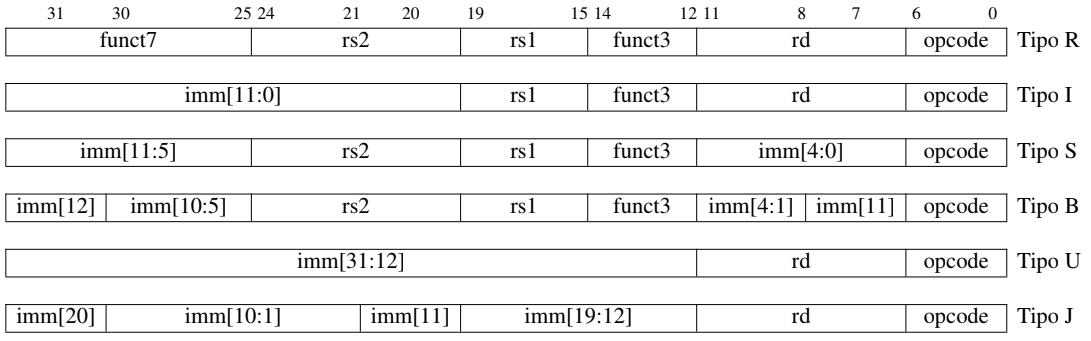 31 30 25 24 21 20 19 15 14 12 11 8 7 6 0
funct7 rs2 rs1 funct3 rd opcode Tipo R
imm[11:0] rs1 funct3 rd opcode Tipo I
imm[11:5] rs2 rs1 funct3 imm[4:0] opcode Tipo S
imm[12] imm[10:5] rs2 rs1 funct3 imm[4:1] imm[11] opcode Tipo B
imm[31:12] rd opcode Tipo U
imm[20] imm[10:1] imm[11] imm[19:12] rd opcode Tipo J